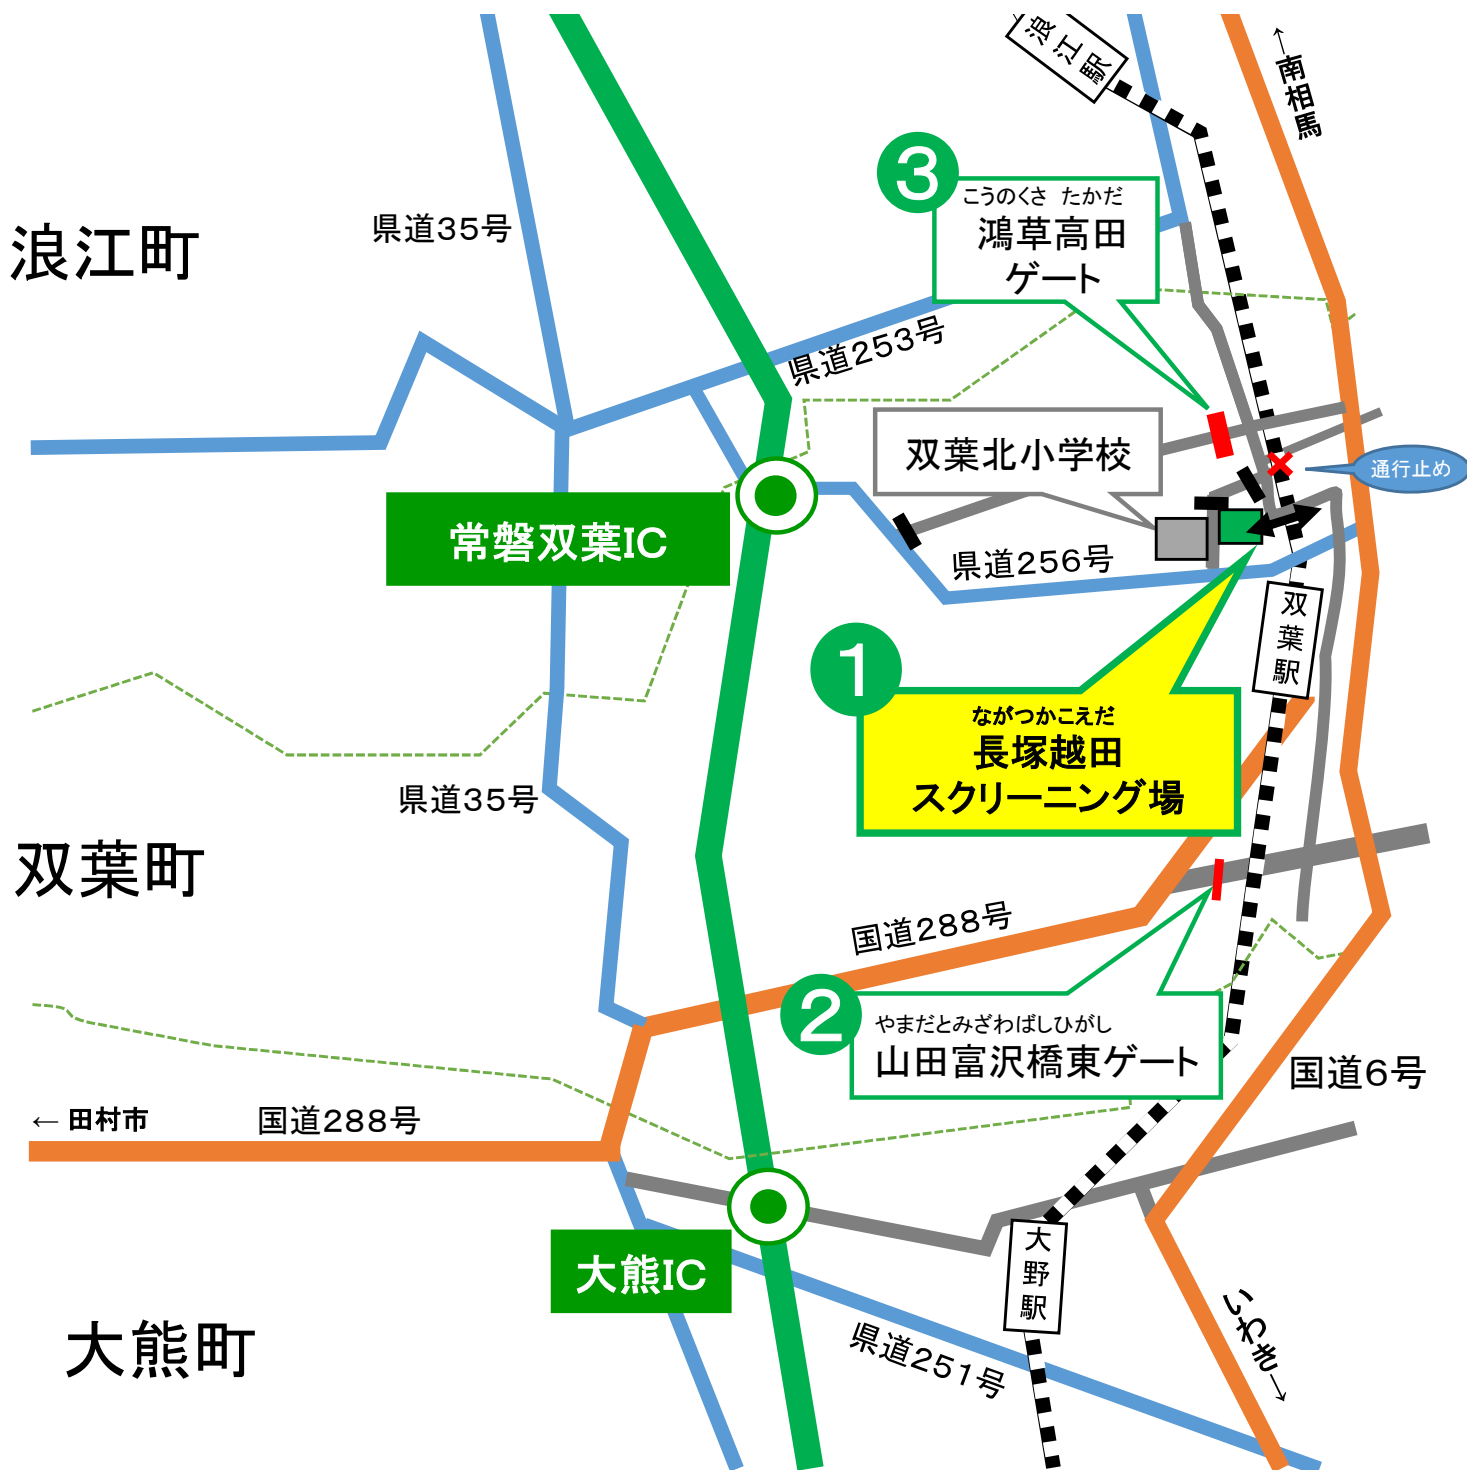 浪江駅
↑南相馬
③
こうのくさ たかだ
鴻草高田
ゲート
県道35号
浪江町
県道253号
双葉北小学校
通行止め
常磐双葉IC
県道256号
双葉駅
①
ながつかこえだ
長塚越田
スクリーニング場
県道35号
双葉町
国道288号
②
やまだとみざわばしひがし
山田富沢橋東ゲート
国道6号
← 田村市
国道288号
大熊IC
大野駅
いわき→
県道251号
大熊町